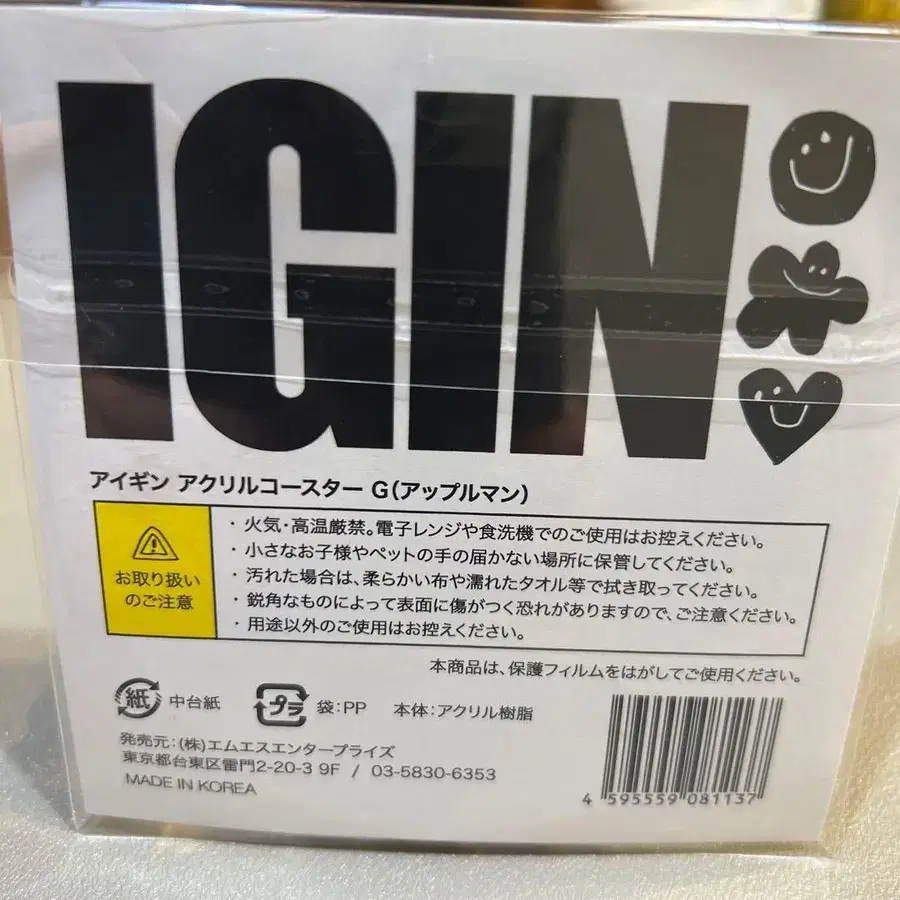 IGIN
アイギン アクリルコースター G(アップルマン)
お取り扱い
のご注意
・火気・高温厳禁。電子レンジや食洗機でのご使用はお控えください。
・小さなお子様やペットの手の届かない場所に保管してください。
・汚れた場合は、柔らかい布や濡れたタオル等で拭き取ってください。
・鋭角なものによって表面に傷がつく恐れがありますので、ご注意ください。
・用途以外のご使用はお控えください。
本商品は、保護フィルムをはがしてご使用ください。
紙 中台紙 プラ 袋:PP 本体:アクリル樹脂
発売元:(株)エムエスエンタープライズ
東京都台東区雷門2-20-3 9F / 03-5830-6353
MADE IN KOREA
4 595559 081137